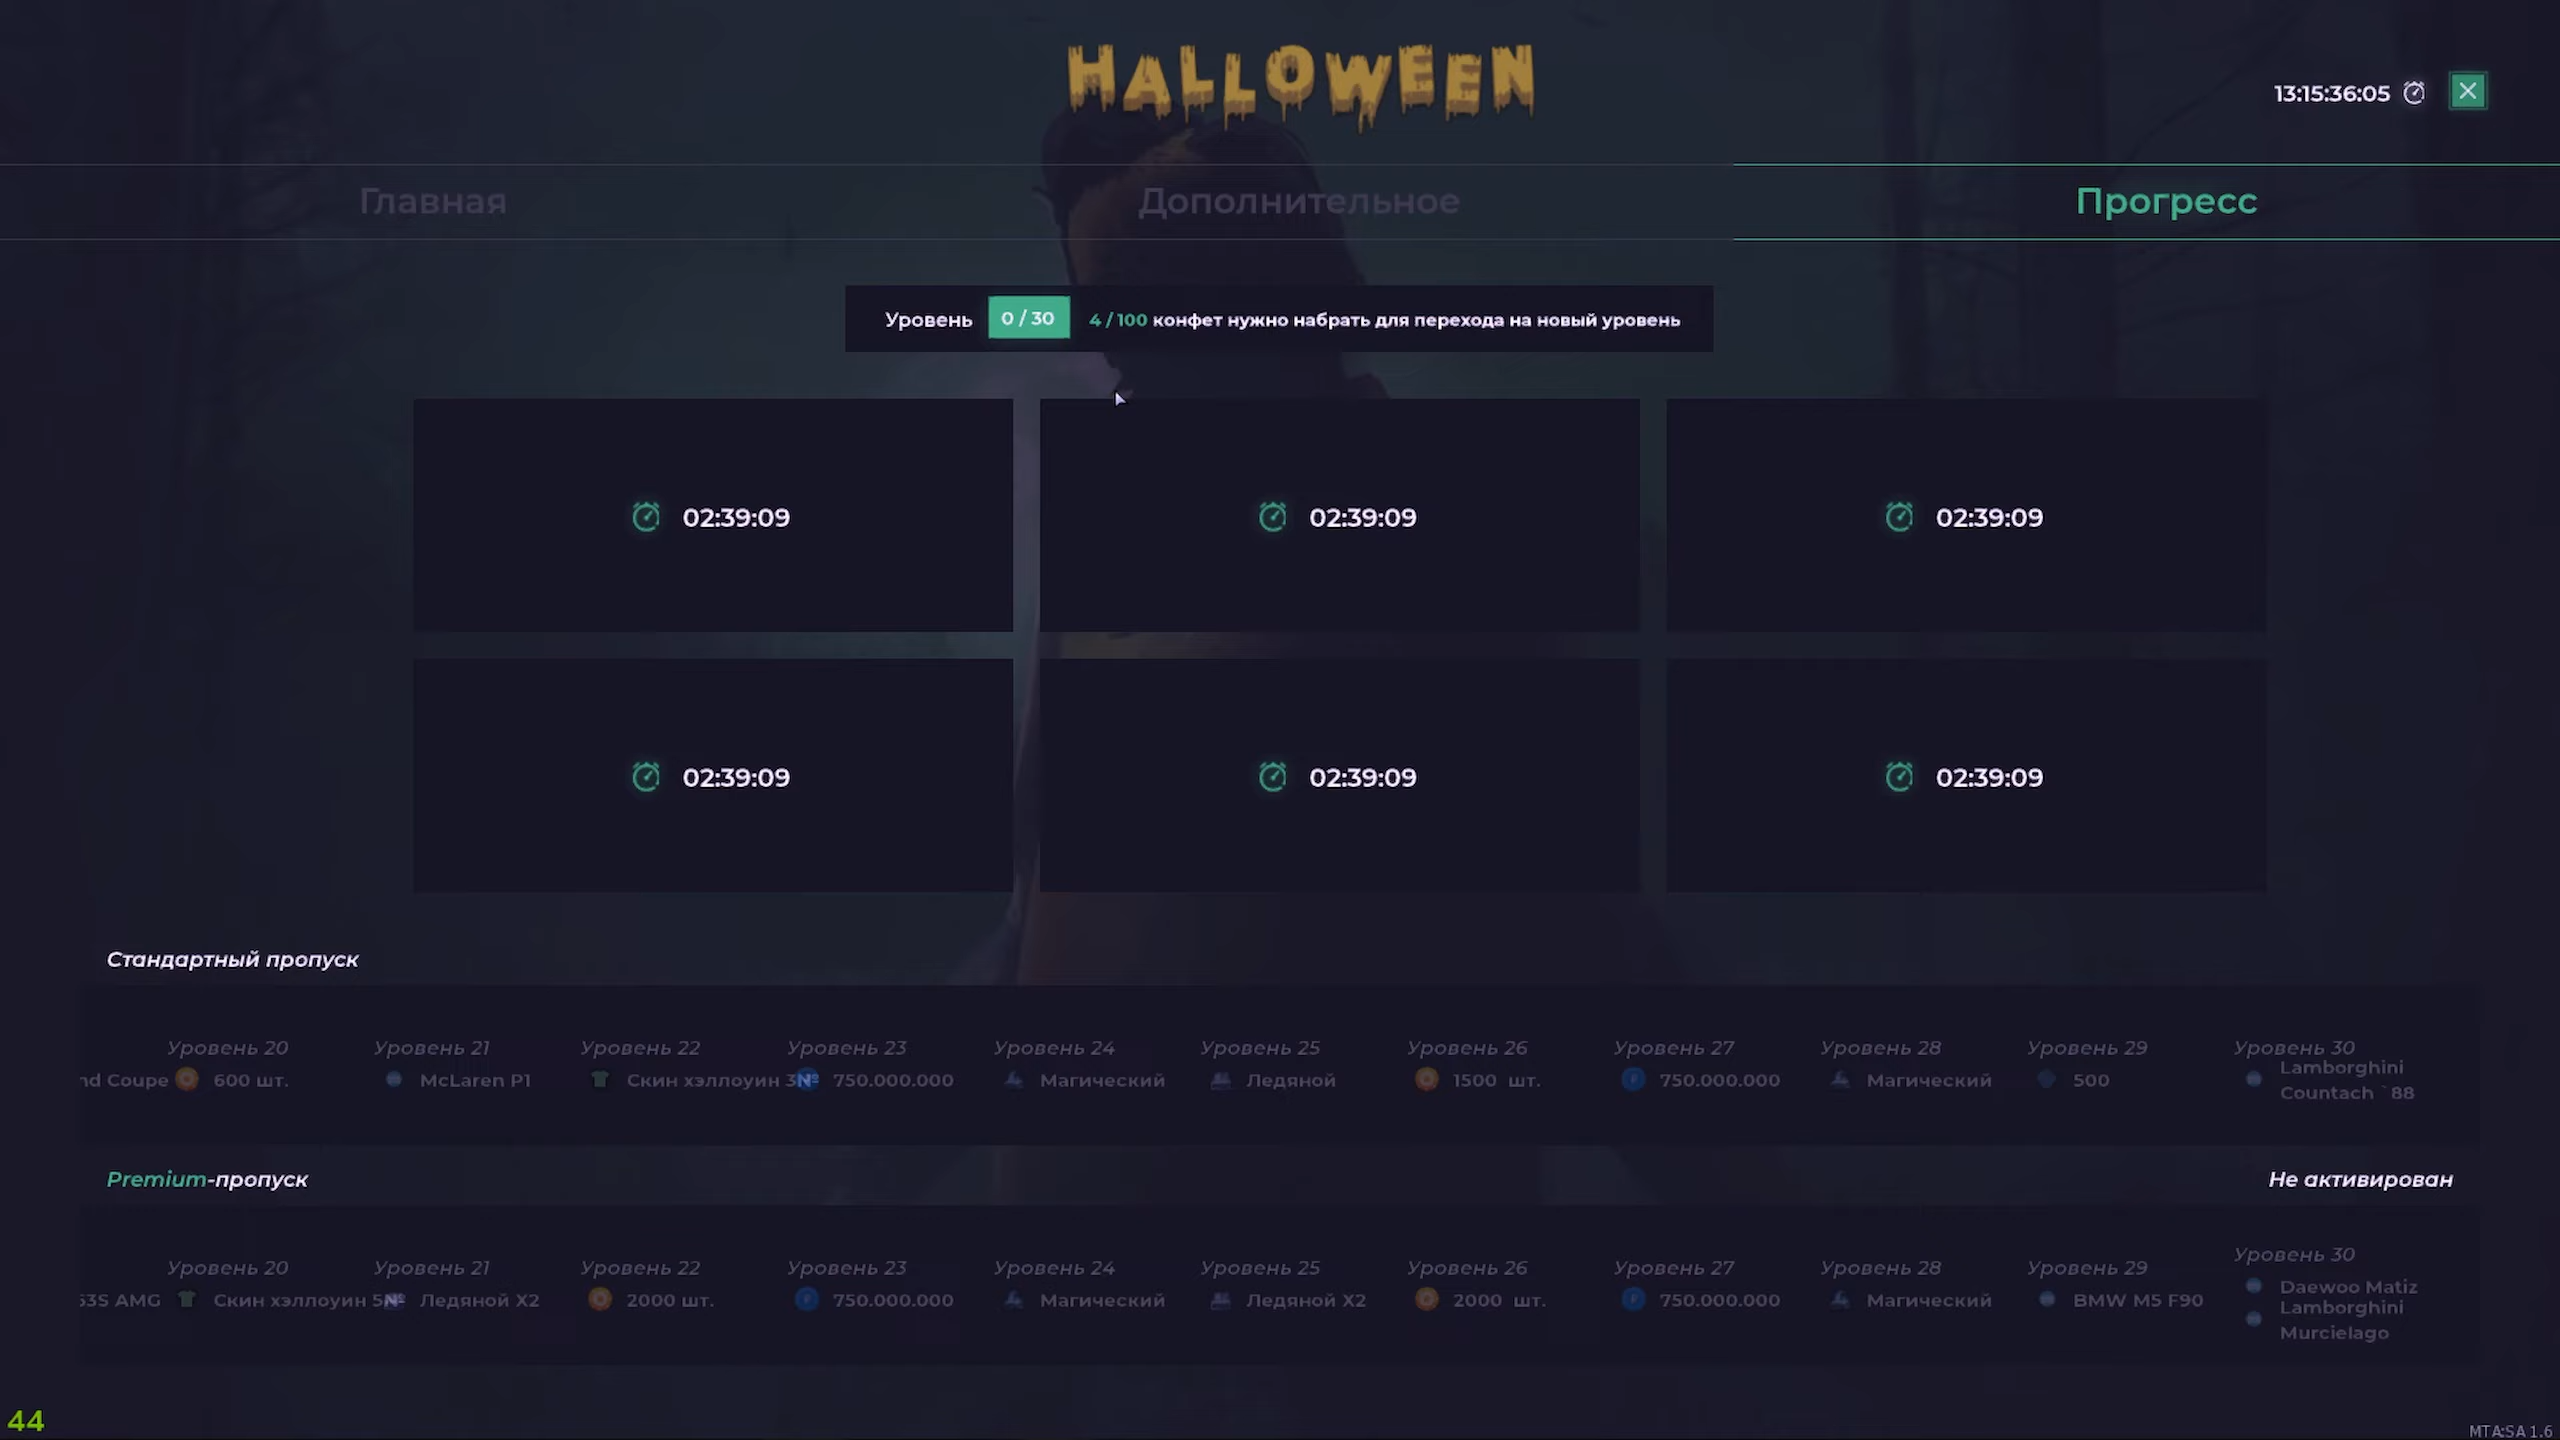 HALLOWEEN
13:15:36:05
Главная Дополнительное Прогресс
Уровень 0 / 30 4 / 100 конфет нужно набрать для перехода на новый уровень
02:39:09 02:39:09 02:39:09
02:39:09 02:39:09 02:39:09
Стандартный пропуск
Уровень 20 Уровень 21 Уровень 22 Уровень 23 Уровень 24 Уровень 25 Уровень 26 Уровень 27 Уровень 28 Уровень 29 Уровень 30
nd Coupe 600 шт. McLaren P1 Скин хэллоуин 3 № 750.000.000 Магический Ледяной 1500 шт. 750.000.000 Магический 500 Lamborghini
Countach `88
Premium-пропуск Не активирован
Уровень 20 Уровень 21 Уровень 22 Уровень 23 Уровень 24 Уровень 25 Уровень 26 Уровень 27 Уровень 28 Уровень 29 Уровень 30
63S AMG Скин хэллоуин 5 № Ледяной X2 2000 шт. 750.000.000 Магический Ледяной X2 2000 шт. 750.000.000 Магический BMW M5 F90 Daewoo Matiz
Lamborghini
Murcielago
44
MTA:SA 1.6